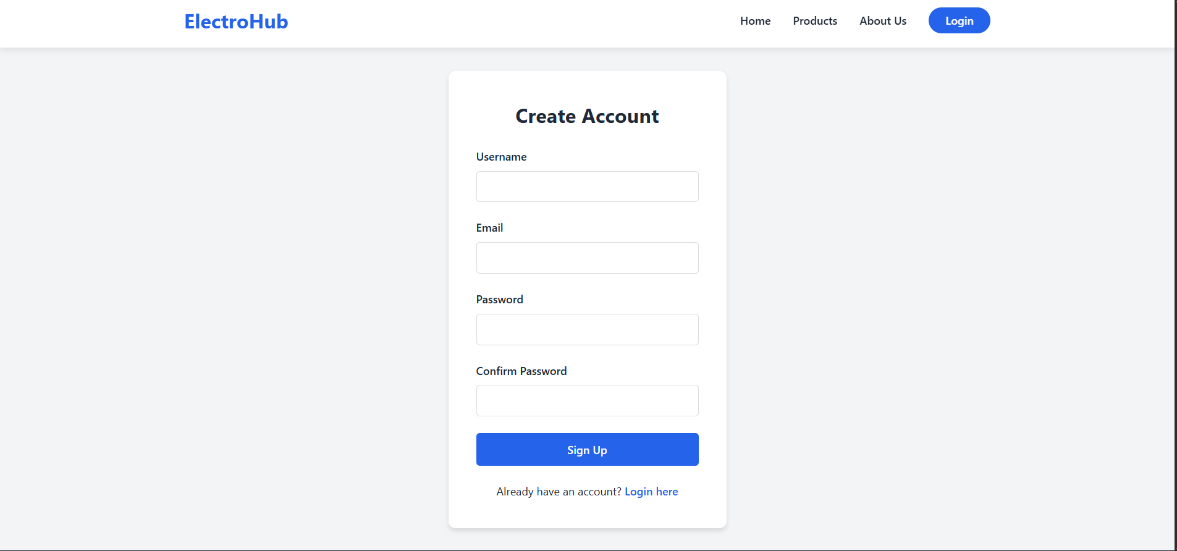 ElectroHub
Home Products About Us Login
Create Account
Username
Email
Password
Confirm Password
Sign Up
Already have an account? Login here